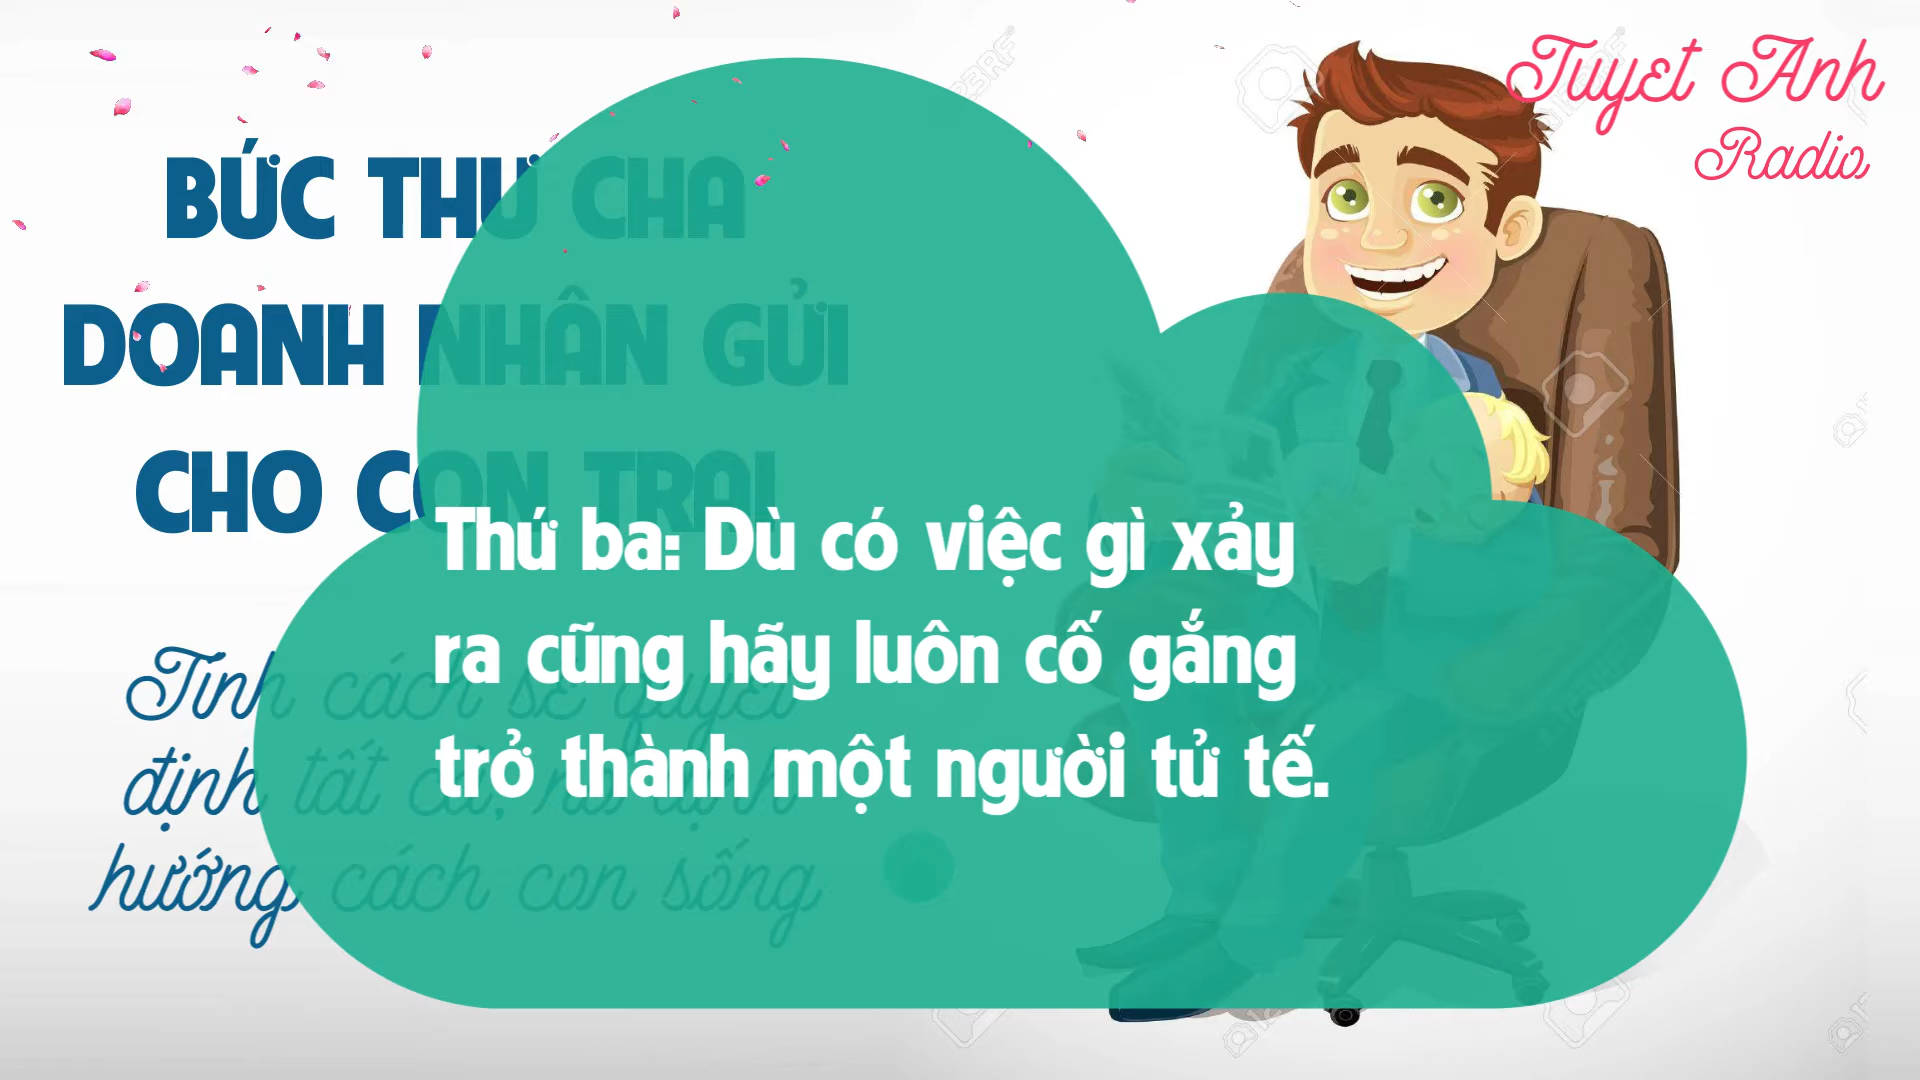 Tuyet Anh
Radio
BỨC THƯ CHA
DOANH NHÂN GỬI
CHO CON TRAI
Thứ ba: Dù có việc gì xảy
ra cũng hãy luôn cố gắng
trở thành một người tử tế.
Tính cách sẽ quyết
định tất cả, nó định
hướng cách con sống